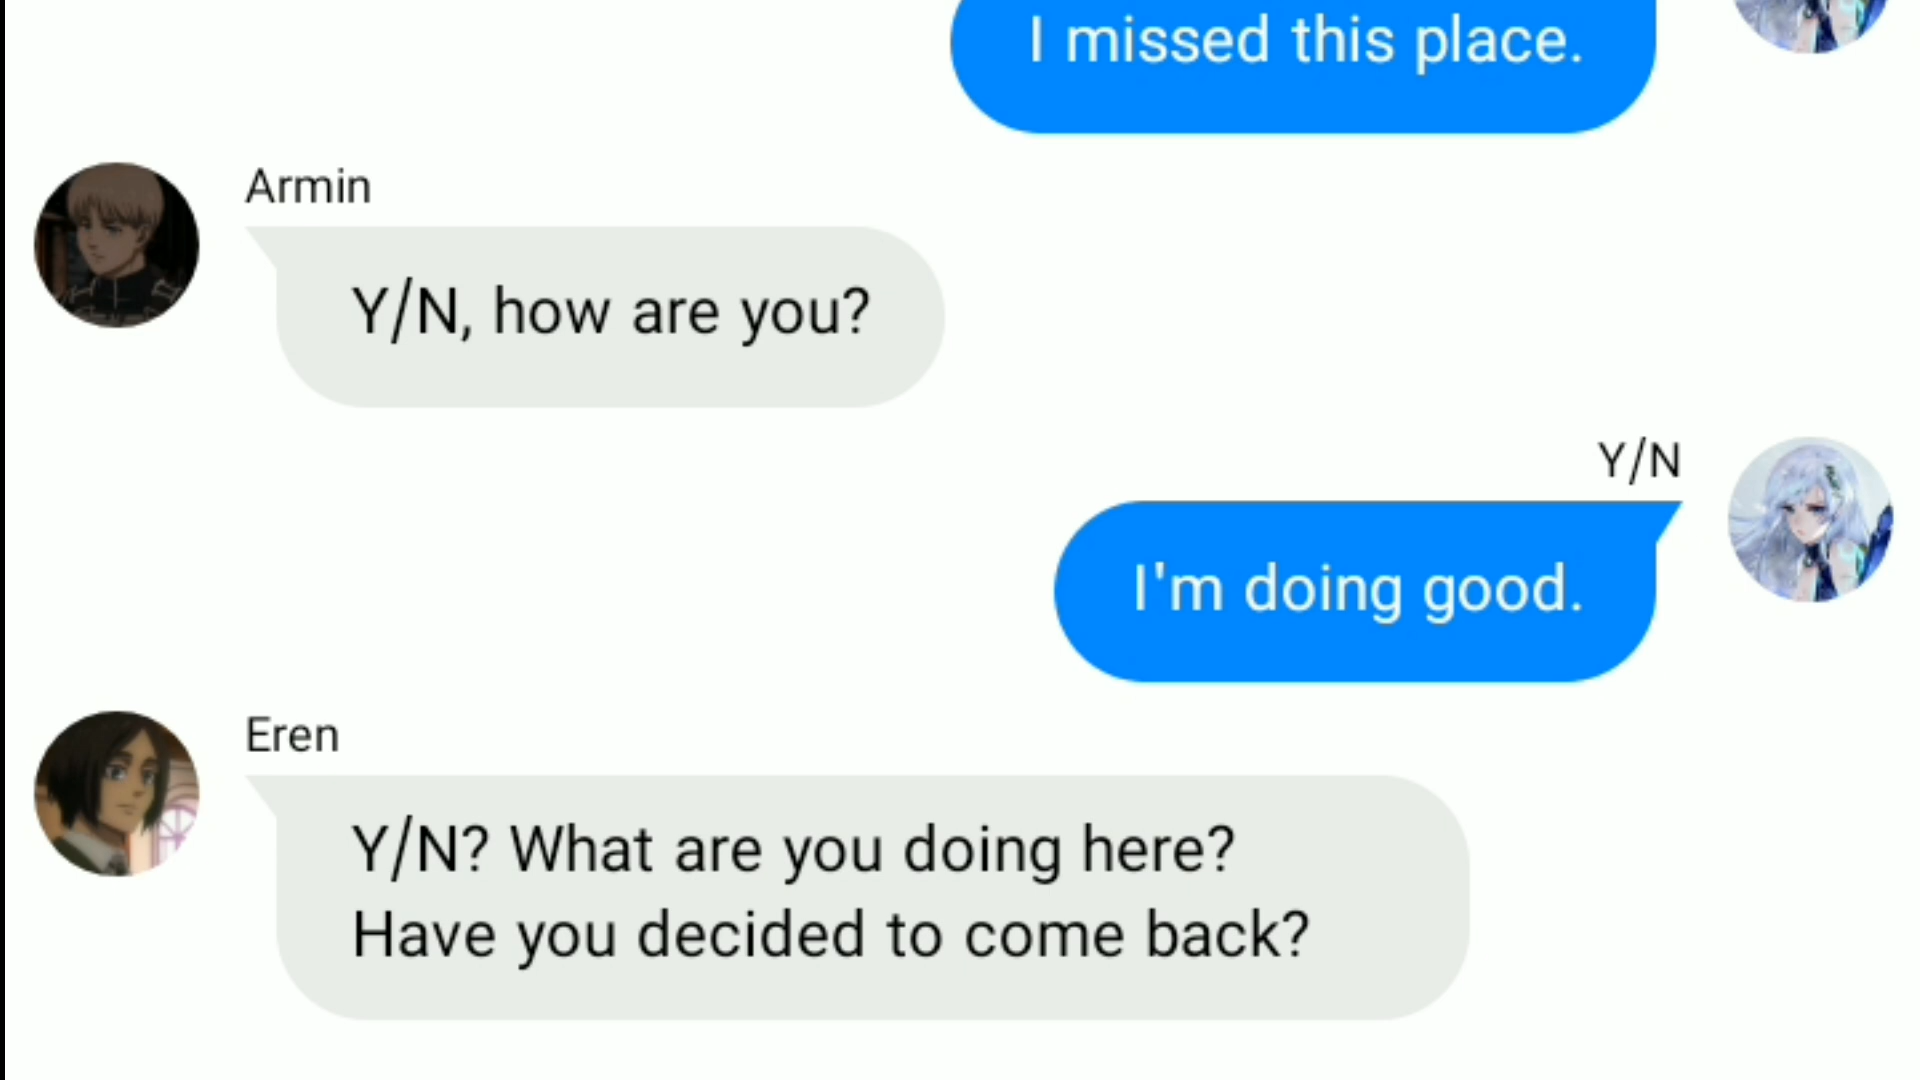 I missed this place.
Armin
Y/N, how are you?
Y/N
I'm doing good.
Eren
Y/N? What are you doing here?
Have you decided to come back?